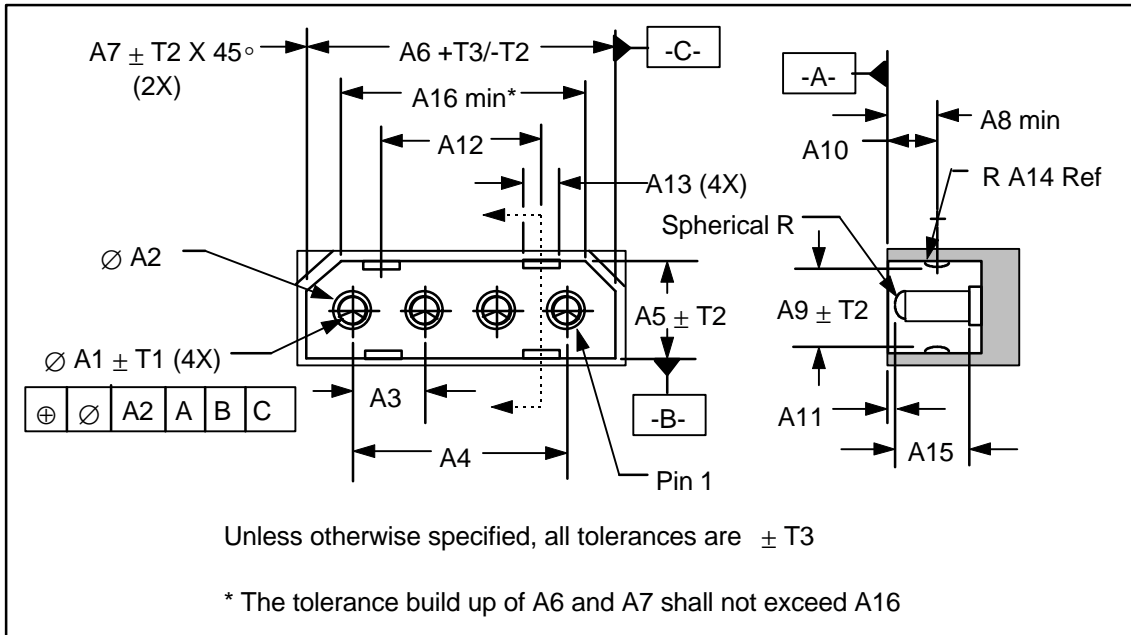 A7 ± T2 X 45°
(2X)
A6 +T3/-T2
-C-
A16 min*
A12
A13 (4X)
-A-
A8 min
A10
R A14 Ref
Spherical R
∅ A2
A5 ± T2
A9 ± T2
∅ A1 ± T1 (4X)
⊕ ∅ A2 A B C
A3
-B-
A11
A4
A15
Pin 1
Unless otherwise specified, all tolerances are ± T3
* The tolerance build up of A6 and A7 shall not exceed A16